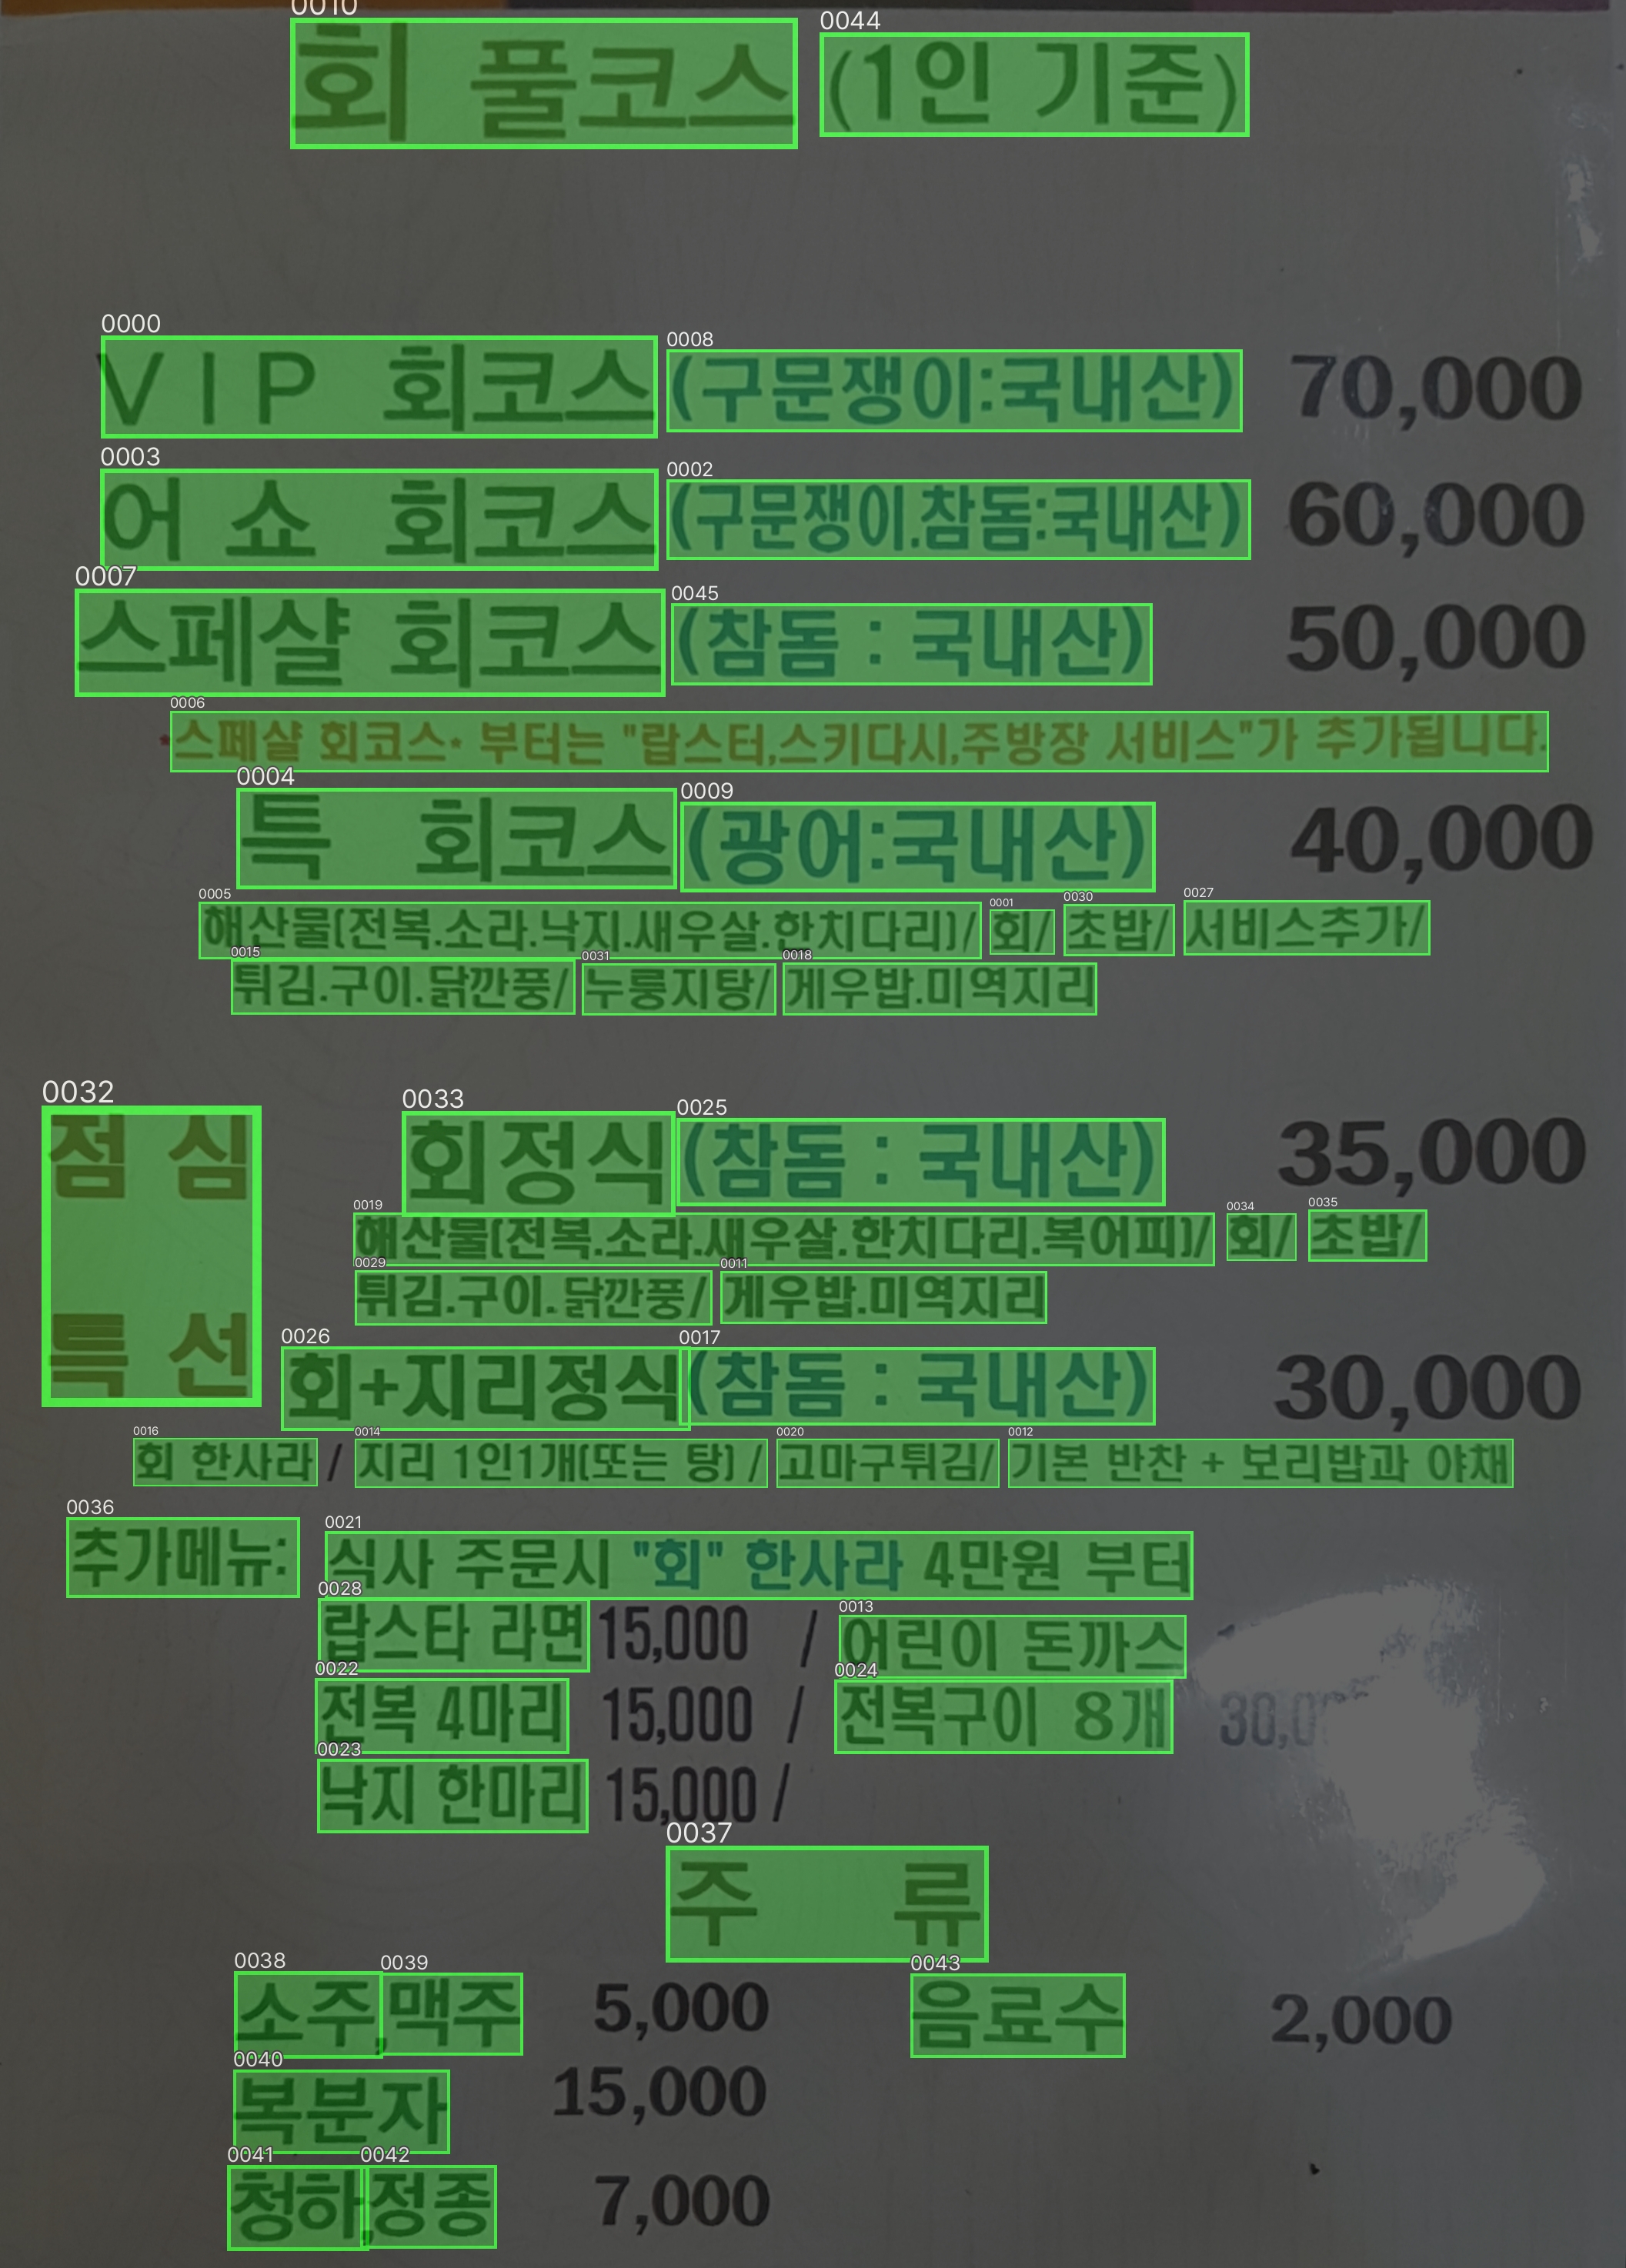 회 풀코스 (1인 기준)
VIP 회코스 (구문쟁이:국내산) 70,000
어쇼 회코스 (구문쟁이.참돔:국내산) 60,000
스페샬 회코스 (참돔 : 국내산) 50,000
*스페샬 회코스* 부터는 "랍스터,스키다시,주방장 서비스"가 추가됩니다.
특 회코스 (광어:국내산) 40,000
해산물(전복.소라.낙지.새우살.한치다리)/ 회/ 초밥/ 서비스추가/
튀김.구이.닭깐풍/ 누룽지탕/ 게우밥.미역지리
점심
특선
회정식 (참돔 : 국내산) 35,000
해산물(전복.소라.새우살.한치다리.복어피)/ 회/ 초밥/
튀김.구이.닭깐풍/ 게우밥.미역지리
회+지리정식 (참돔 : 국내산) 30,000
회 한사라 / 지리 1인1개(또는 탕) / 고마구튀김/ 기본 반찬 + 보리밥과 야채
추가메뉴: 식사 주문시 "회" 한사라 4만원 부터
랍스타 라면 15,000 / 어린이 돈까스
전복 4마리 15,000 / 전복구이 8개
낙지 한마리 15,000 /
주류
소주,맥주 5,000 음료수 2,000
복분자 15,000
청하,정종 7,000